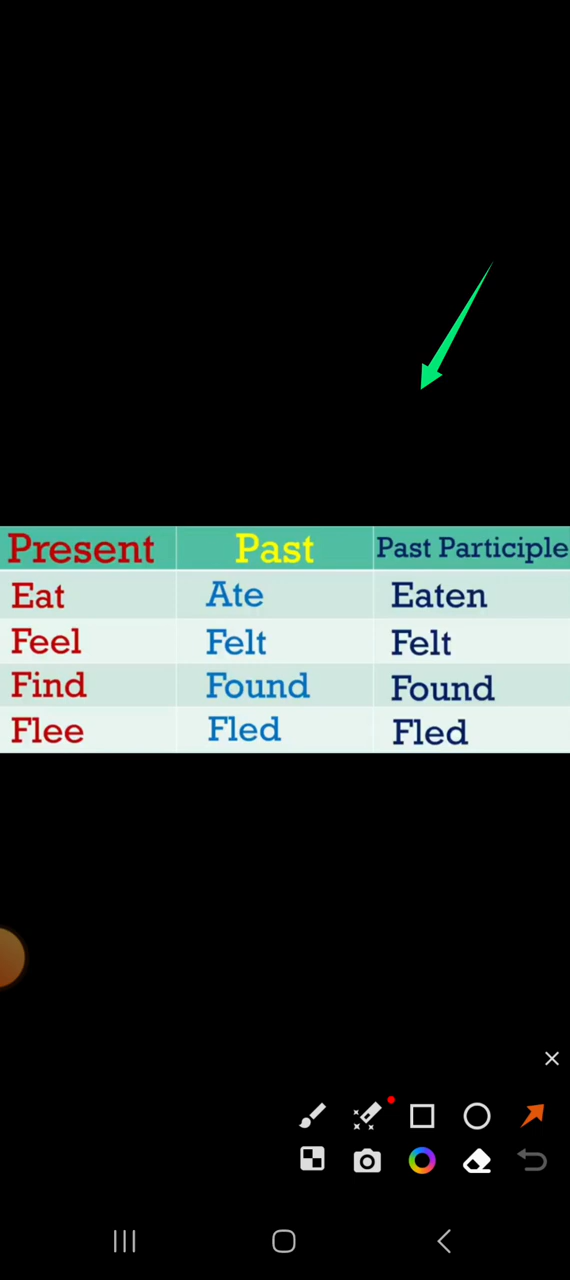 Present Past Past Participle
Eat Ate Eaten
Feel Felt Felt
Find Found Found
Flee Fled Fled